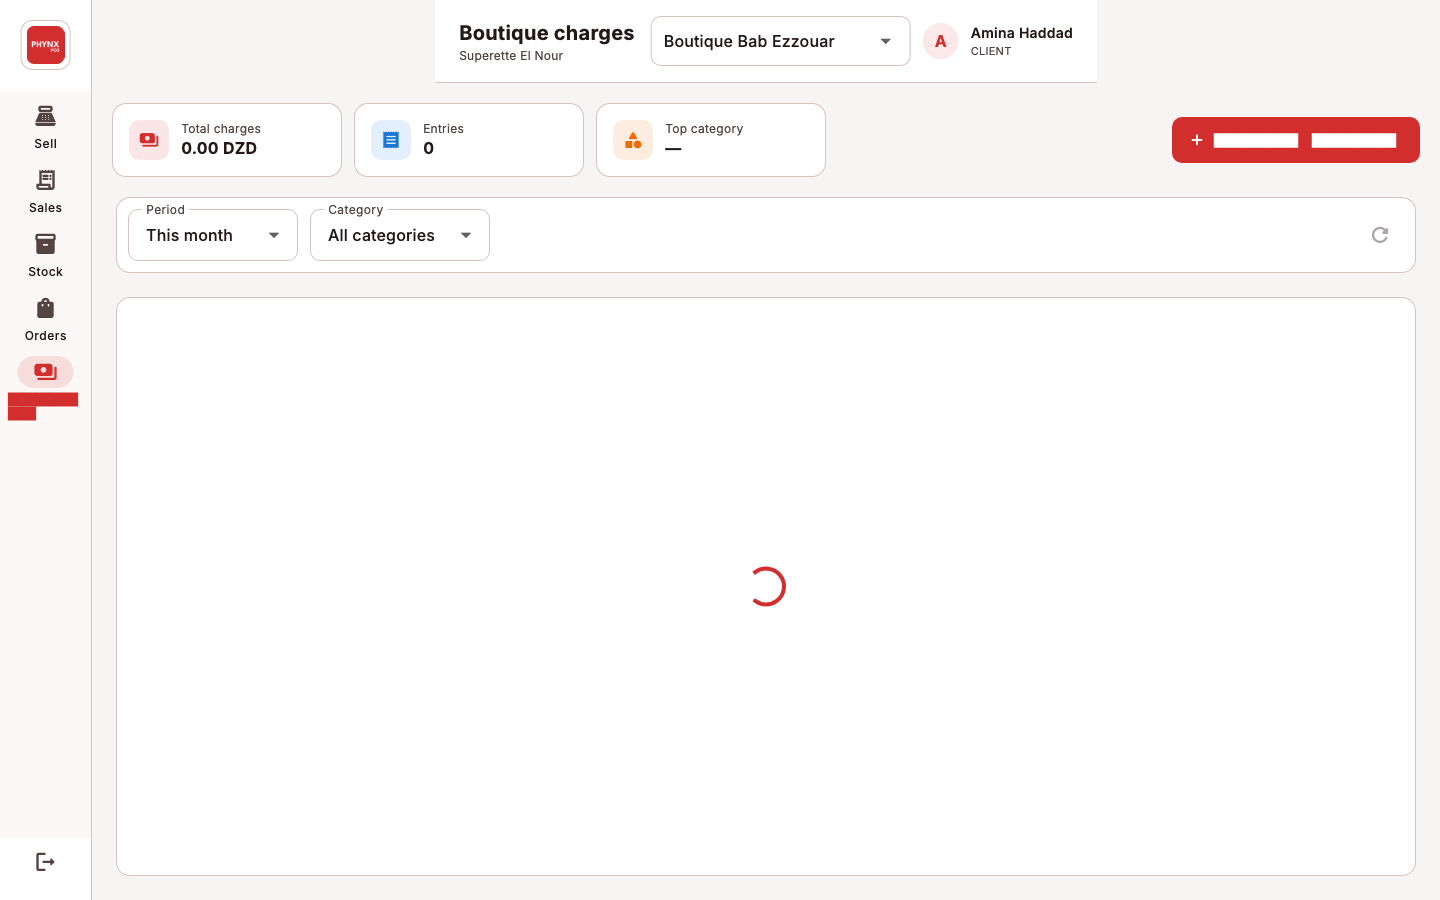 PHYNX
POS
Boutique charges
Superette El Nour
Boutique Bab Ezzouar
A
Amina Haddad
CLIENT
Sell
Sales
Stock
Orders
Total charges
0.00 DZD
Entries
0
Top category
—
+
Period
This month
Category
All categories